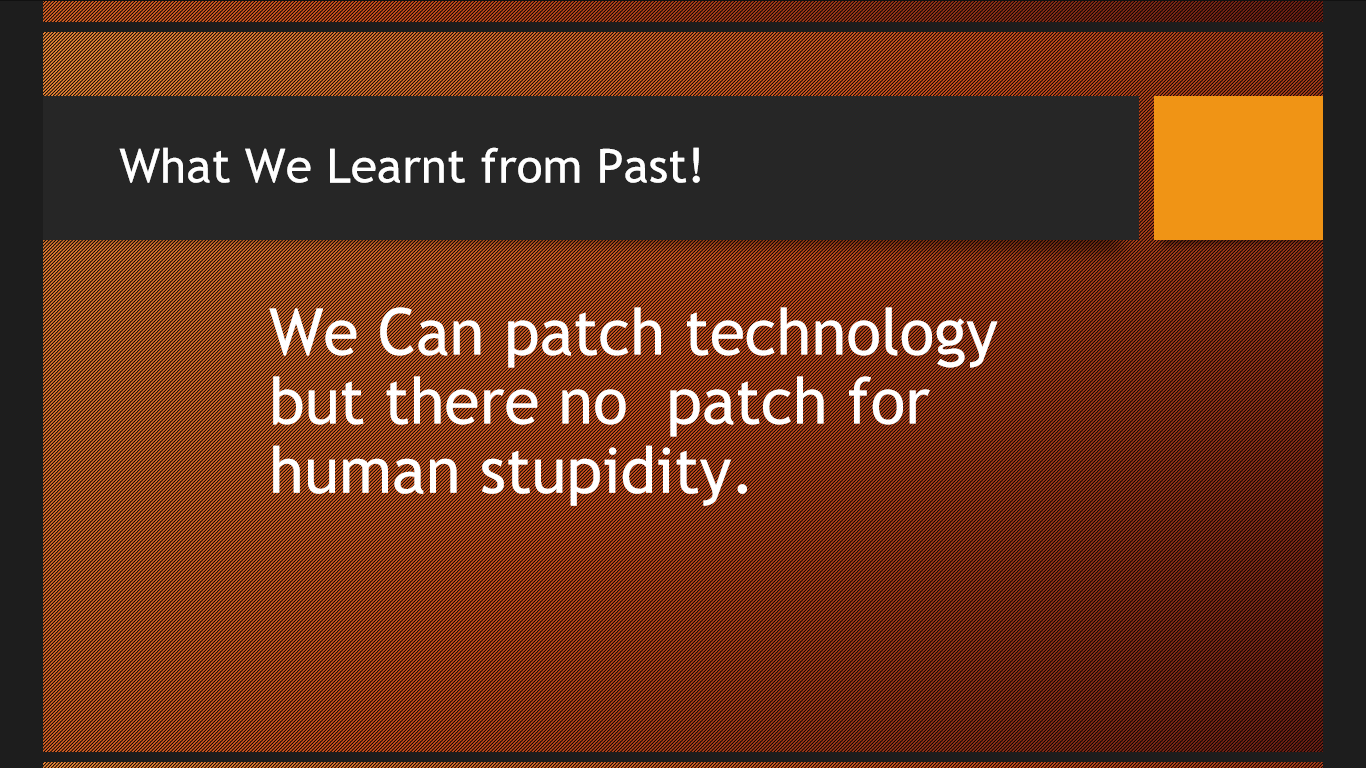 What We Learnt from Past!
We Can patch technology
but there no  patch for
human stupidity.